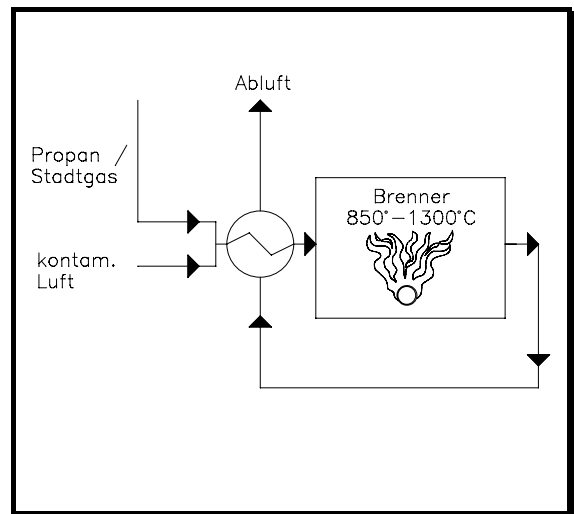 Abluft
Propan /
Stadtgas
Brenner
850°-1300°C
kontam.
Luft